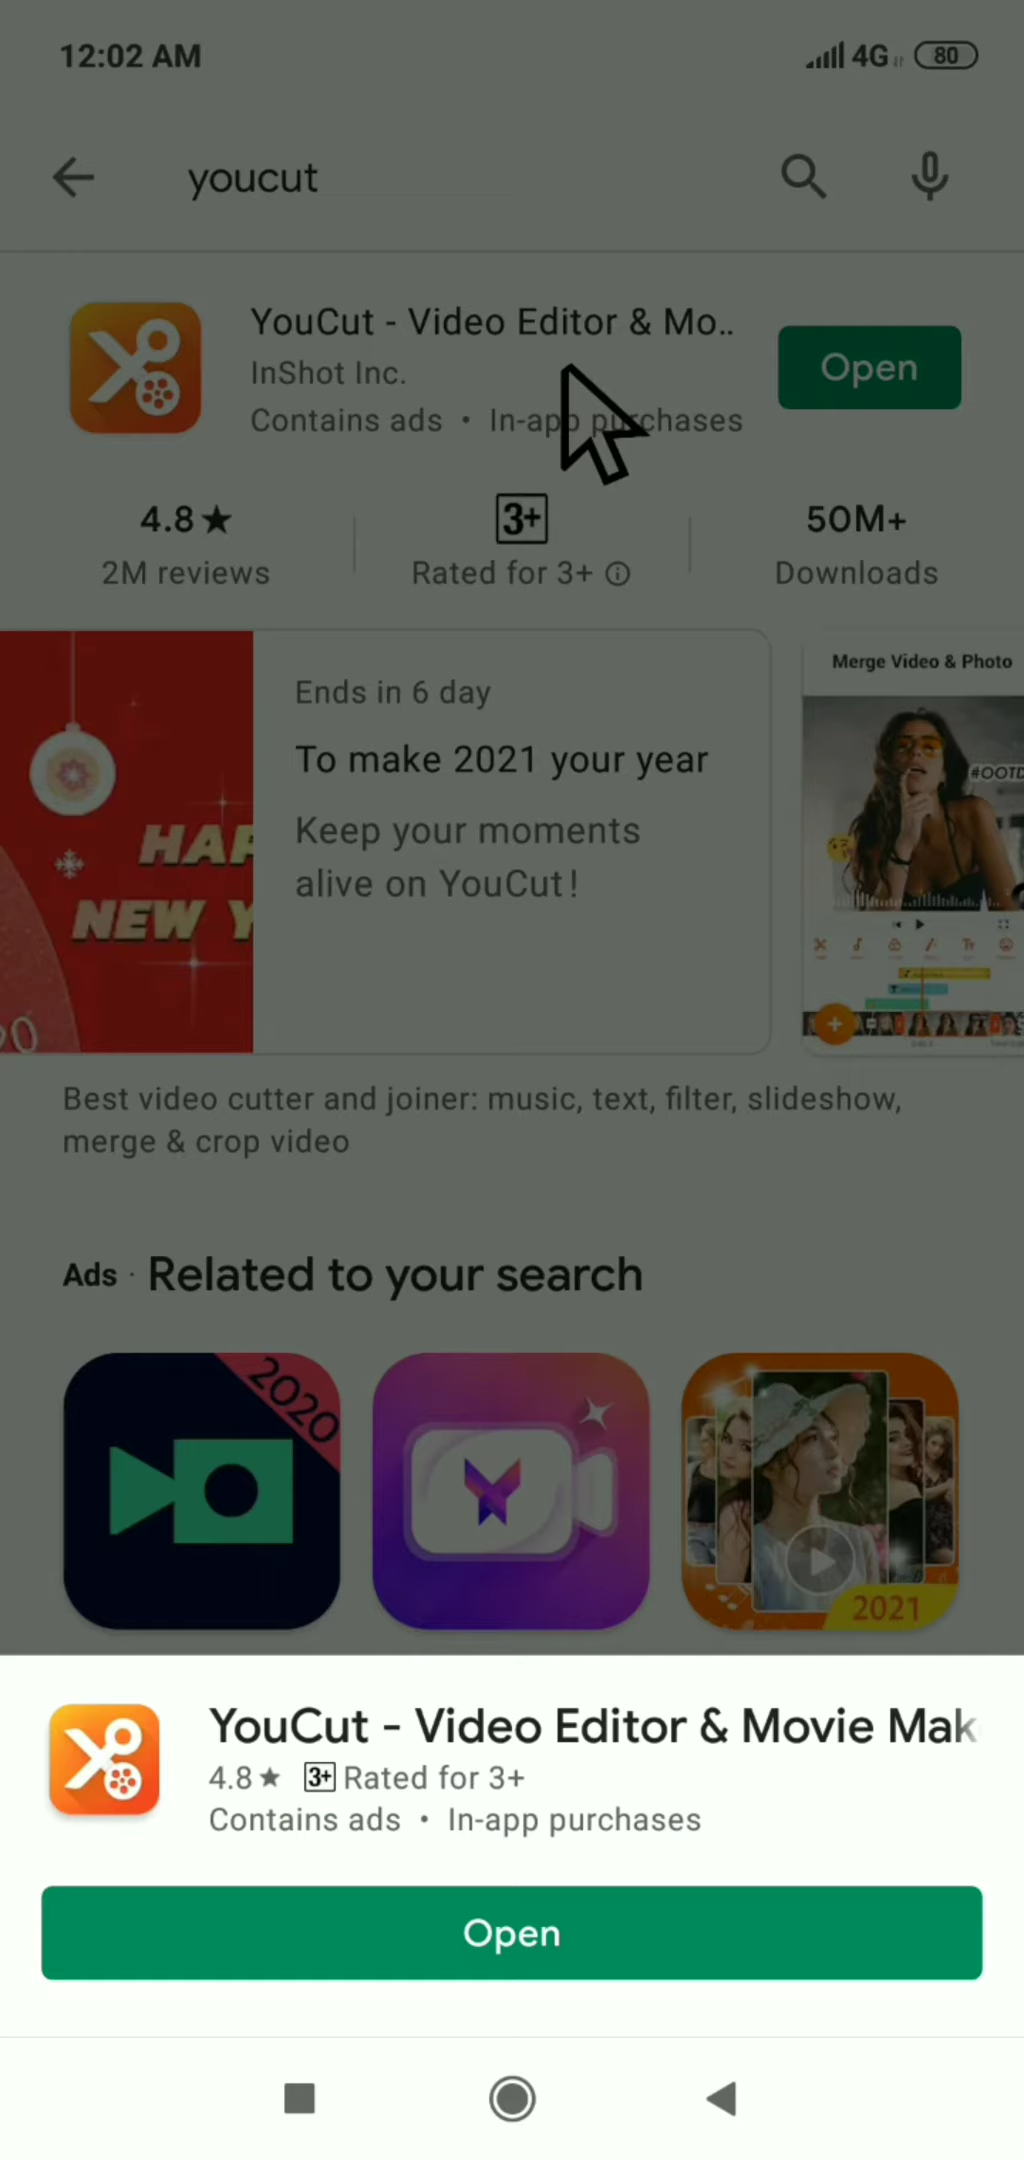 12:02 AM
4G
80
youcut
YouCut - Video Editor & Mo..
InShot Inc.
Contains ads • In-app purchases
Open
4.8★
2M reviews
3+
Rated for 3+
50M+
Downloads
HAP
NEW Y
Ends in 6 day
To make 2021 your year
Keep your moments
alive on YouCut!
Merge Video & Photo
#OOTD
Best video cutter and joiner: music, text, filter, slideshow,
merge & crop video
Ads · Related to your search
2020
2021
YouCut - Video Editor & Movie Mak
4.8★ 3+ Rated for 3+
Contains ads • In-app purchases
Open